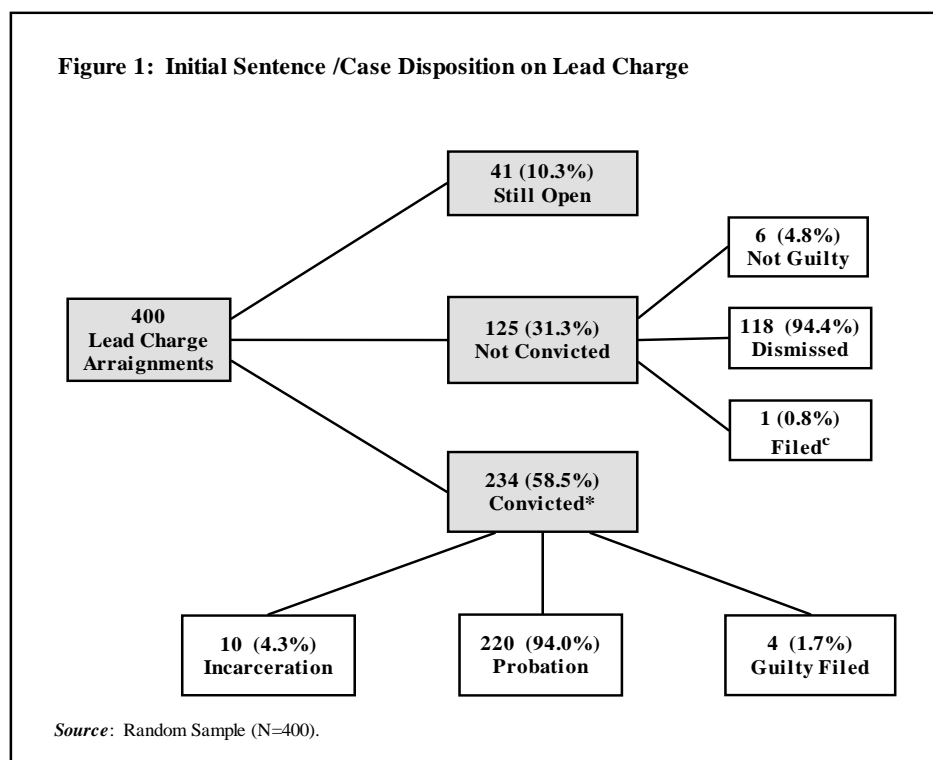 Figure 1: Initial Sentence /Case Disposition on Lead Charge
41 (10.3%)
Still Open
6 (4.8%)
Not Guilty
400
Lead Charge
Arraignments
125 (31.3%)
Not Convicted
118 (94.4%)
Dismissed
1 (0.8%)
Filedᶜ
234 (58.5%)
Convicted*
10 (4.3%)
Incarceration
220 (94.0%)
Probation
4 (1.7%)
Guilty Filed
Source: Random Sample (N=400).